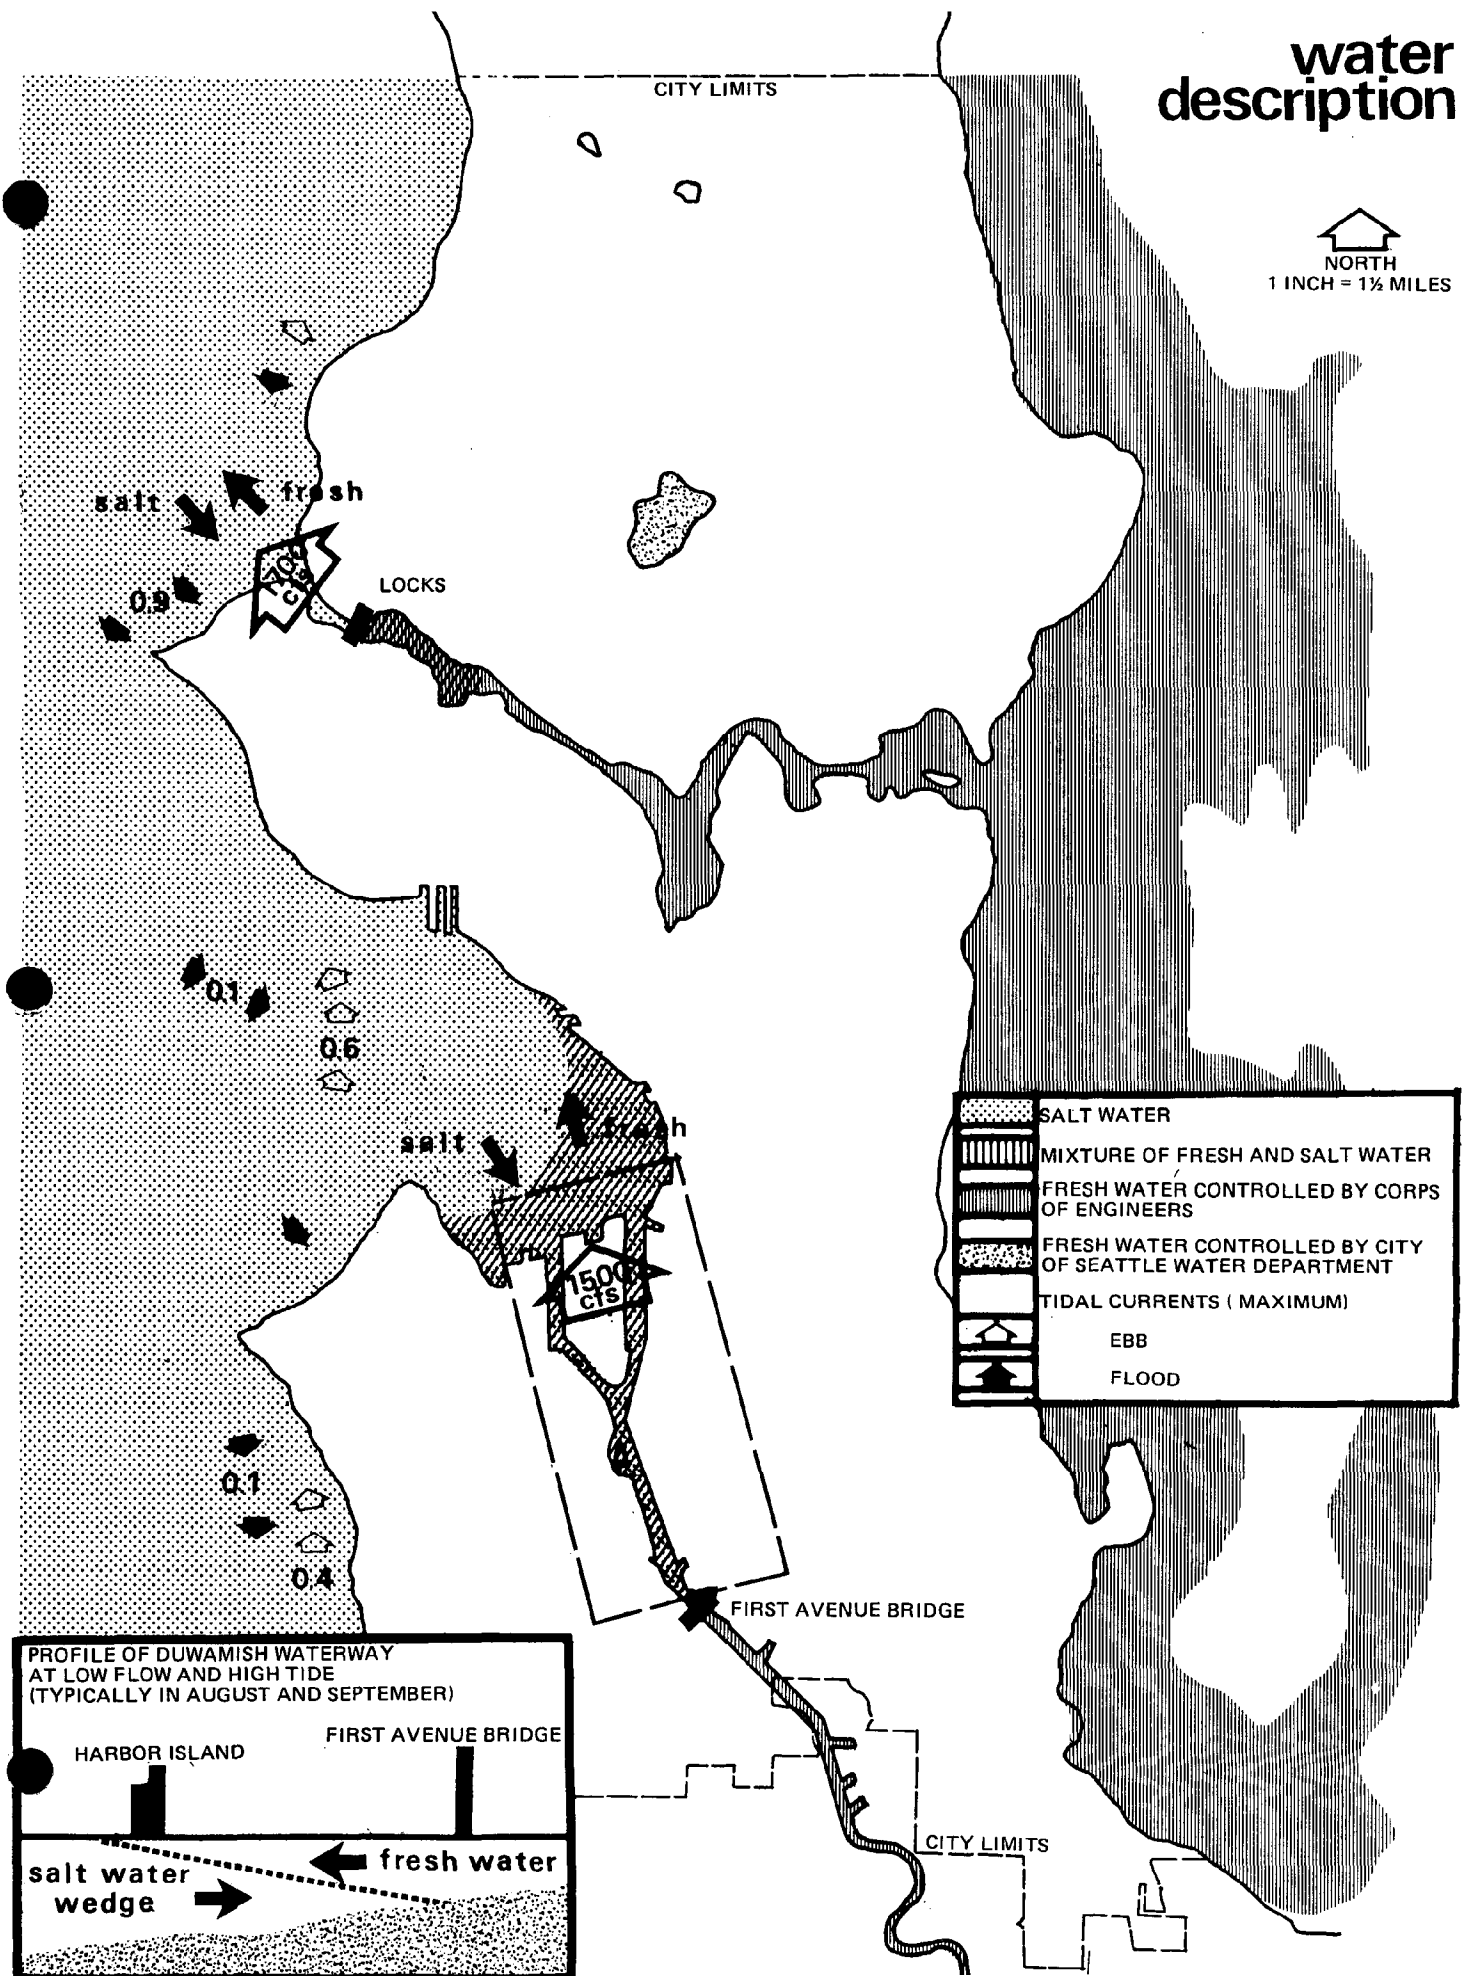 water
description
CITY LIMITS
NORTH
1 INCH = 1½ MILES
salt
fresh
LOCKS
0.9
0.1
0.6
salt
fresh
1500
cfs
SALT WATER
MIXTURE OF FRESH AND SALT WATER
FRESH WATER CONTROLLED BY CORPS
OF ENGINEERS
FRESH WATER CONTROLLED BY CITY
OF SEATTLE WATER DEPARTMENT
TIDAL CURRENTS ( MAXIMUM)
EBB
FLOOD
0.1
0.4
FIRST AVENUE BRIDGE
PROFILE OF DUWAMISH WATERWAY
AT LOW FLOW AND HIGH TIDE
(TYPICALLY IN AUGUST AND SEPTEMBER)
HARBOR ISLAND
FIRST AVENUE BRIDGE
CITY LIMITS
salt water
wedge
fresh water